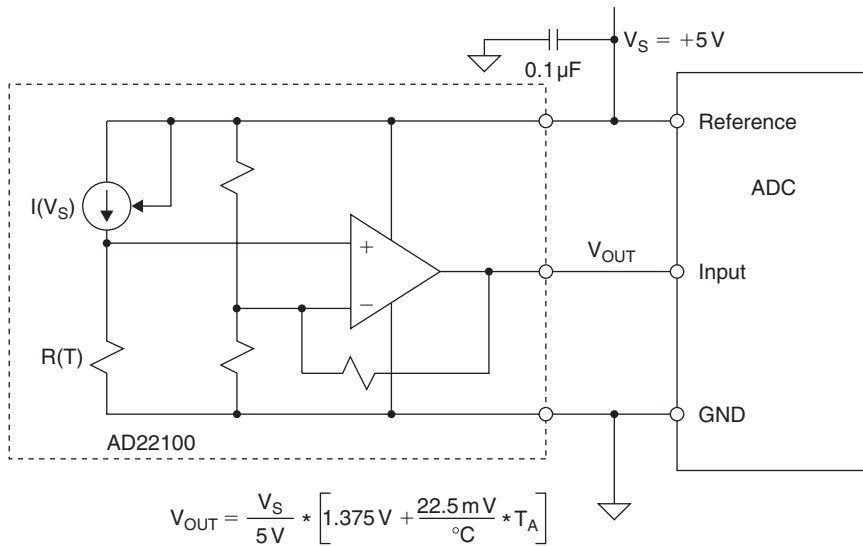 V_S = +5 V
0.1 µF
Reference
ADC
I(V_S)
+
V_OUT
Input
−
R(T)
GND
AD22100
V_OUT = V_S / 5 V * [1.375 V + 22.5 mV / °C * T_A]